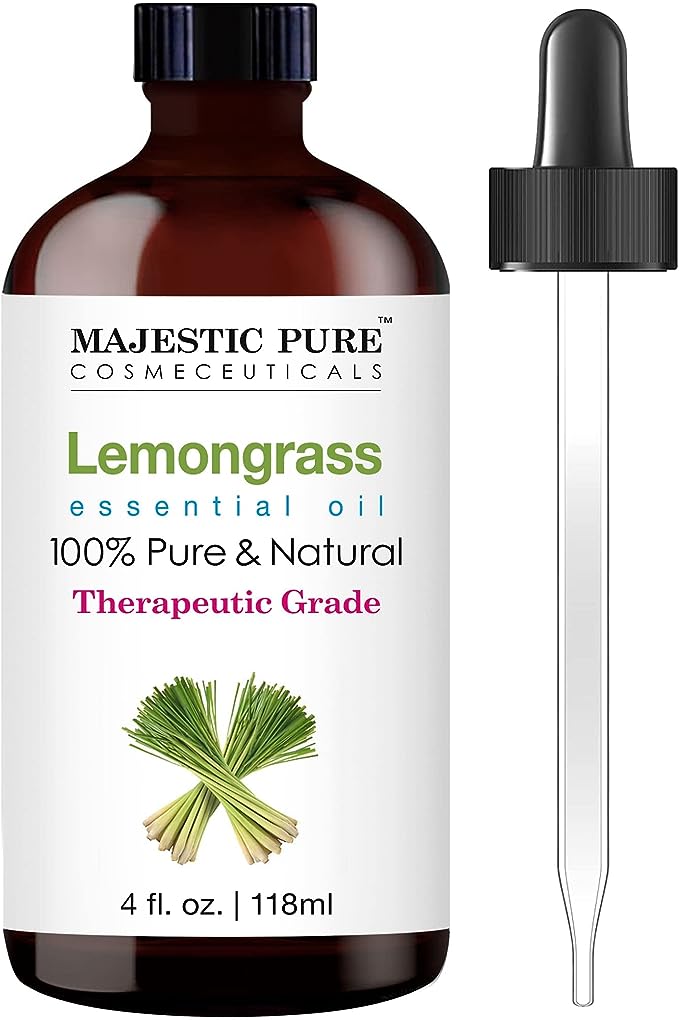 MAJESTIC PURE™
COSMECEUTICALS
Lemongrass
essential oil
100% Pure & Natural
Therapeutic Grade
4 fl. oz. | 118ml